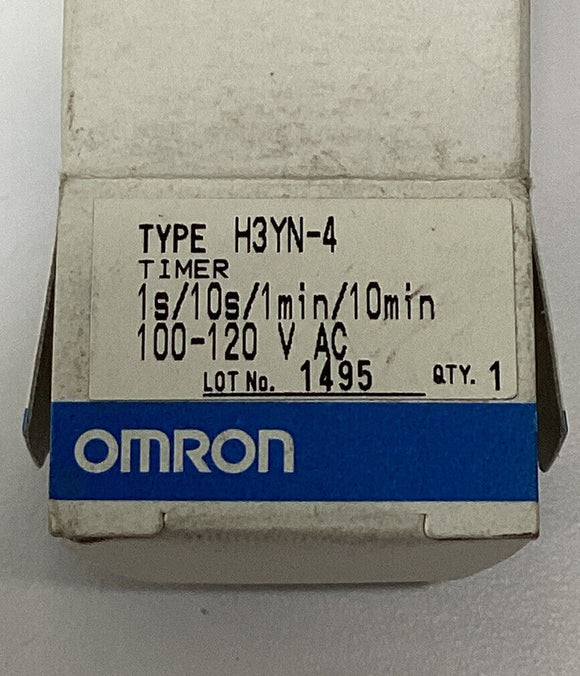 TYPE H3YN-4
TIMER
1s/10s/1min/10min
100-120 V AC
LOT No. 1495 QTY. 1
OMRON